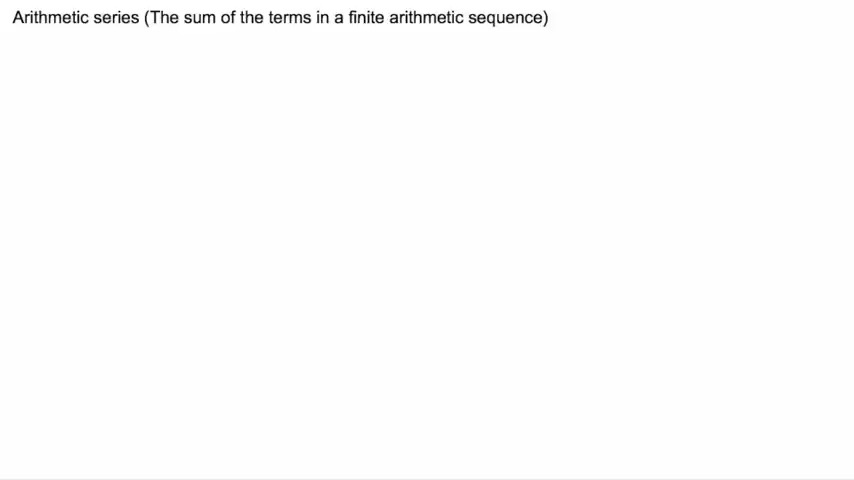 Arithmetic series (The sum of the terms in a finite arithmetic sequence)